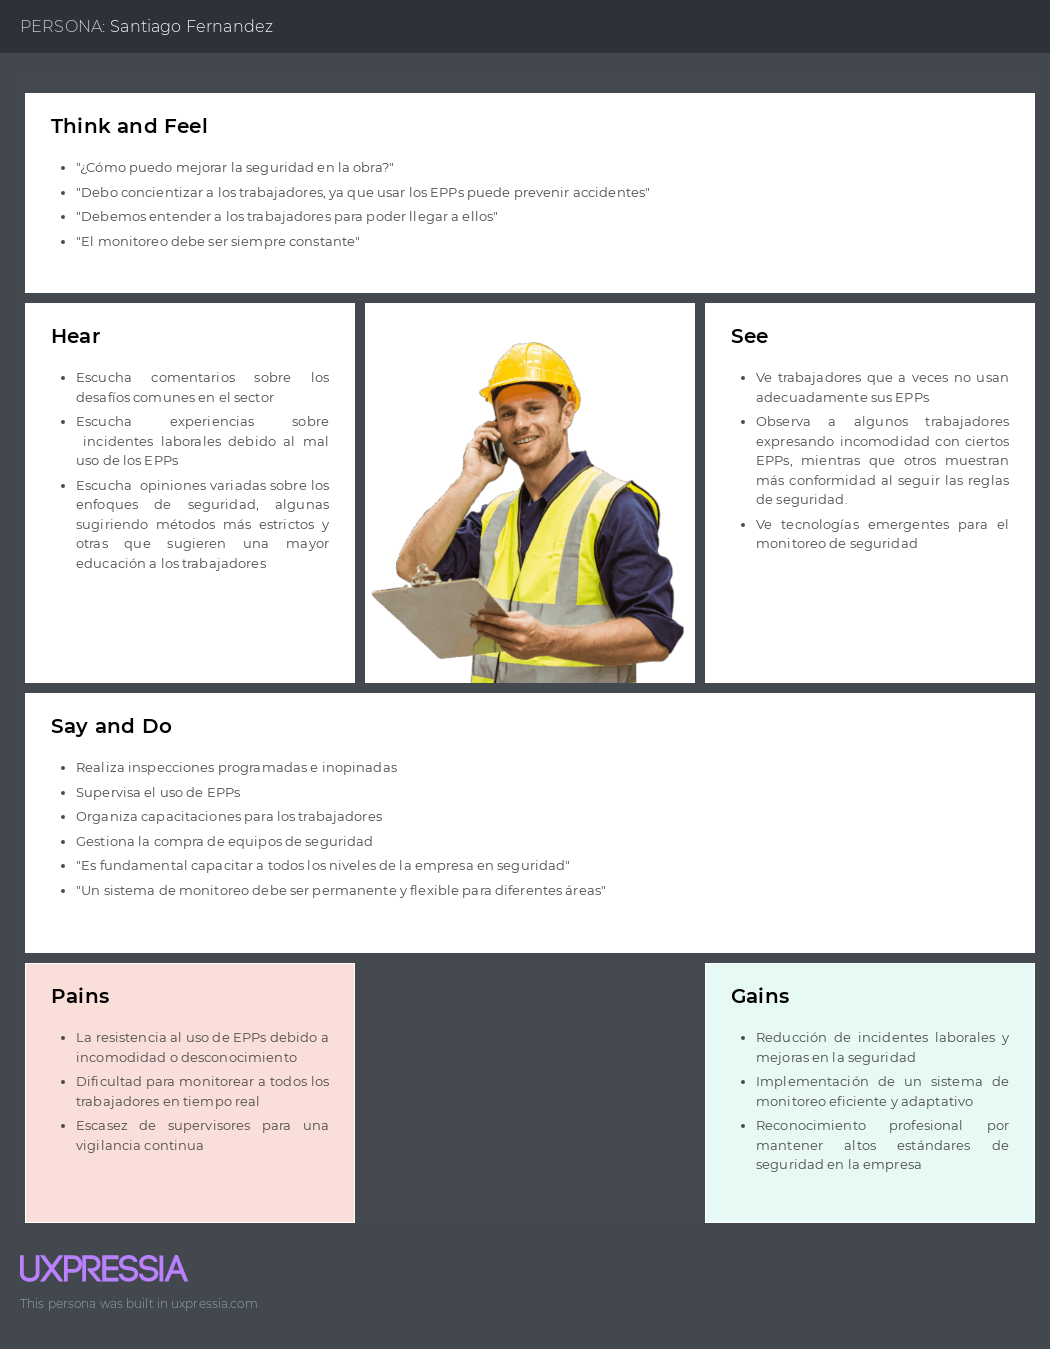 PERSONA: Santiago Fernandez
Think and Feel
• "¿Cómo puedo mejorar la seguridad en la obra?"
• "Debo concientizar a los trabajadores, ya que usar los EPPs puede prevenir accidentes"
• "Debemos entender a los trabajadores para poder llegar a ellos"
• "El monitoreo debe ser siempre constante"
Hear
• Escucha comentarios sobre los
desafíos comunes en el sector
• Escucha experiencias sobre
incidentes laborales debido al mal
uso de los EPPs
• Escucha opiniones variadas sobre los
enfoques de seguridad, algunas
sugiriendo métodos más estrictos y
otras que sugieren una mayor
educación a los trabajadores
See
• Ve trabajadores que a veces no usan
adecuadamente sus EPPs
• Observa a algunos trabajadores
expresando incomodidad con ciertos
EPPs, mientras que otros muestran
más conformidad al seguir las reglas
de seguridad.
• Ve tecnologías emergentes para el
monitoreo de seguridad
Say and Do
• Realiza inspecciones programadas e inopinadas
• Supervisa el uso de EPPs
• Organiza capacitaciones para los trabajadores
• Gestiona la compra de equipos de seguridad
• "Es fundamental capacitar a todos los niveles de la empresa en seguridad"
• "Un sistema de monitoreo debe ser permanente y flexible para diferentes áreas"
Pains
• La resistencia al uso de EPPs debido a
incomodidad o desconocimiento
• Dificultad para monitorear a todos los
trabajadores en tiempo real
• Escasez de supervisores para una
vigilancia continua
Gains
• Reducción de incidentes laborales y
mejoras en la seguridad
• Implementación de un sistema de
monitoreo eficiente y adaptativo
• Reconocimiento profesional por
mantener altos estándares de
seguridad en la empresa
UXPRESSIA
This persona was built in uxpressia.com